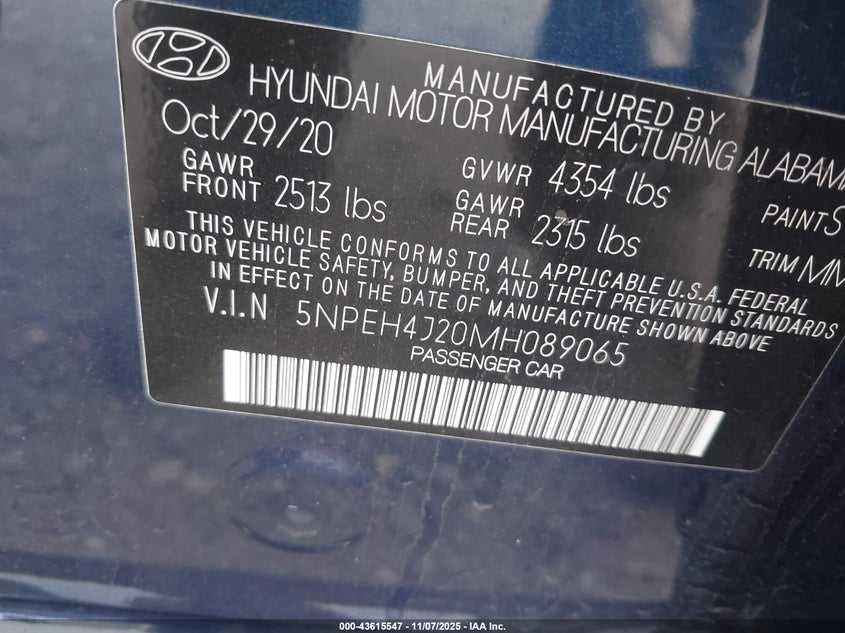 MANUFACTURED BY
HYUNDAI MOTOR MANUFACTURING ALABAMA
Oct/29/20
GAWR FRONT 2513 lbs
GVWR 4354 lbs
GAWR REAR 2315 lbs
PAINT S
TRIM MM
THIS VEHICLE CONFORMS TO ALL APPLICABLE U.S.A. FEDERAL
MOTOR VEHICLE SAFETY, BUMPER, AND THEFT PREVENTION STANDARDS
IN EFFECT ON THE DATE OF MANUFACTURE SHOWN ABOVE
V.I.N 5NPEH4J20MH089065
PASSENGER CAR
000-43615547 - 11/07/2025 - IAA Inc.